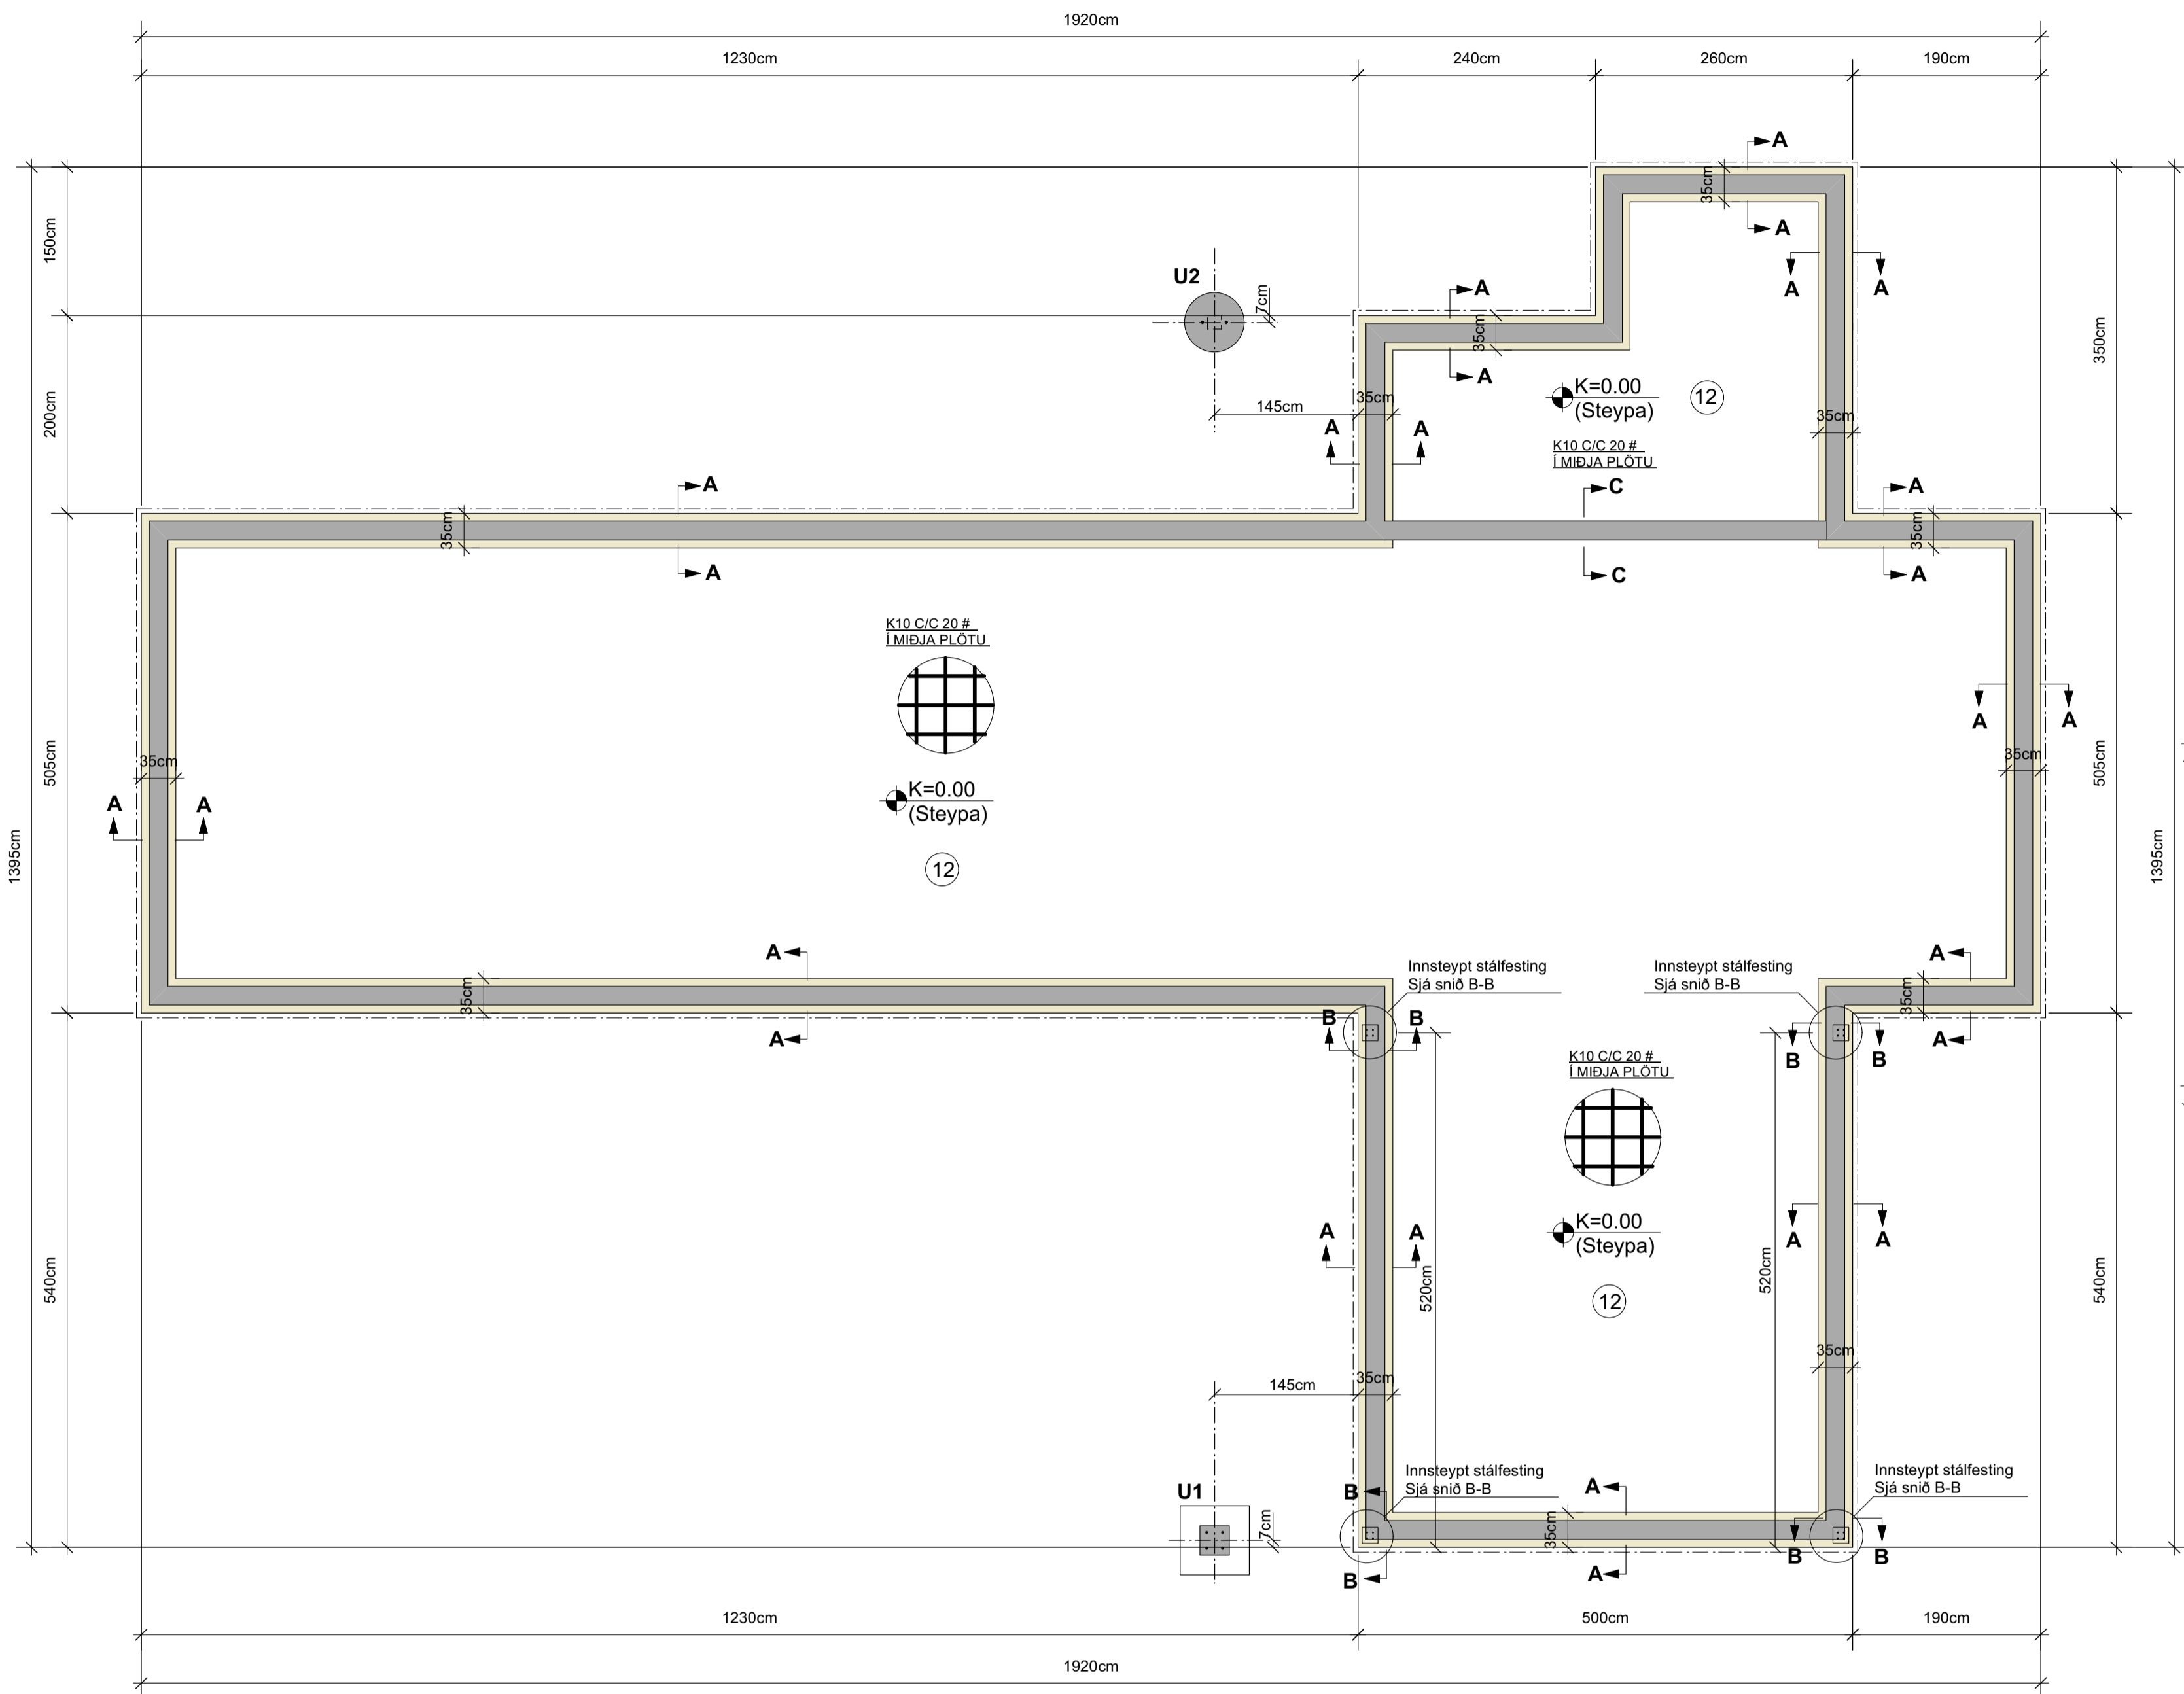 1920cm
1230cm
240cm
260cm
190cm
A
35cm
A
150cm
A
A
350cm
U2
7cm
A
35cm
A
200cm
K=0.00
(Steypa)
12
145cm
35cm
35cm
A
A
K10 C/C 20 #
Í MIÐJA PLÖTU
A
C
A
35cm
35cm
A
C
A
K10 C/C 20 #
Í MIÐJA PLÖTU
A
A
505cm
35cm
35cm
505cm
K=0.00
(Steypa)
A
A
1395cm
1395cm
12
A
A
Innsteypt stálfesting
Sjá snið B-B
Innsteypt stálfesting
Sjá snið B-B
35cm
35cm
A
B
B
A
B
B
K10 C/C 20 #
Í MIÐJA PLÖTU
K=0.00
(Steypa)
A
A
A
A
540cm
520cm
520cm
540cm
12
35cm
145cm
35cm
Innsteypt stálfesting
Sjá snið B-B
Innsteypt stálfesting
Sjá snið B-B
U1
B
A
7cm
35cm
B
B
B
A
1230cm
500cm
190cm
1920cm